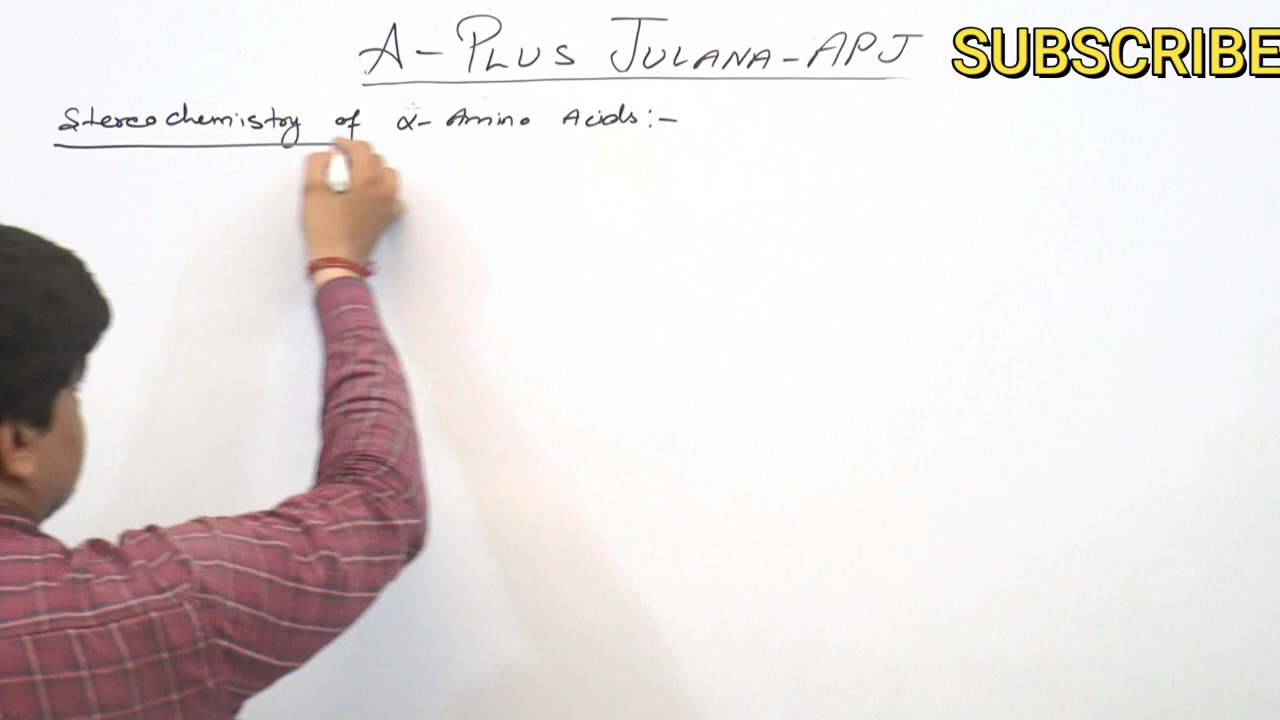 A-PLUS JULANA-APJ
SUBSCRIBE
Stereochemistry of α- Amino Acids:-